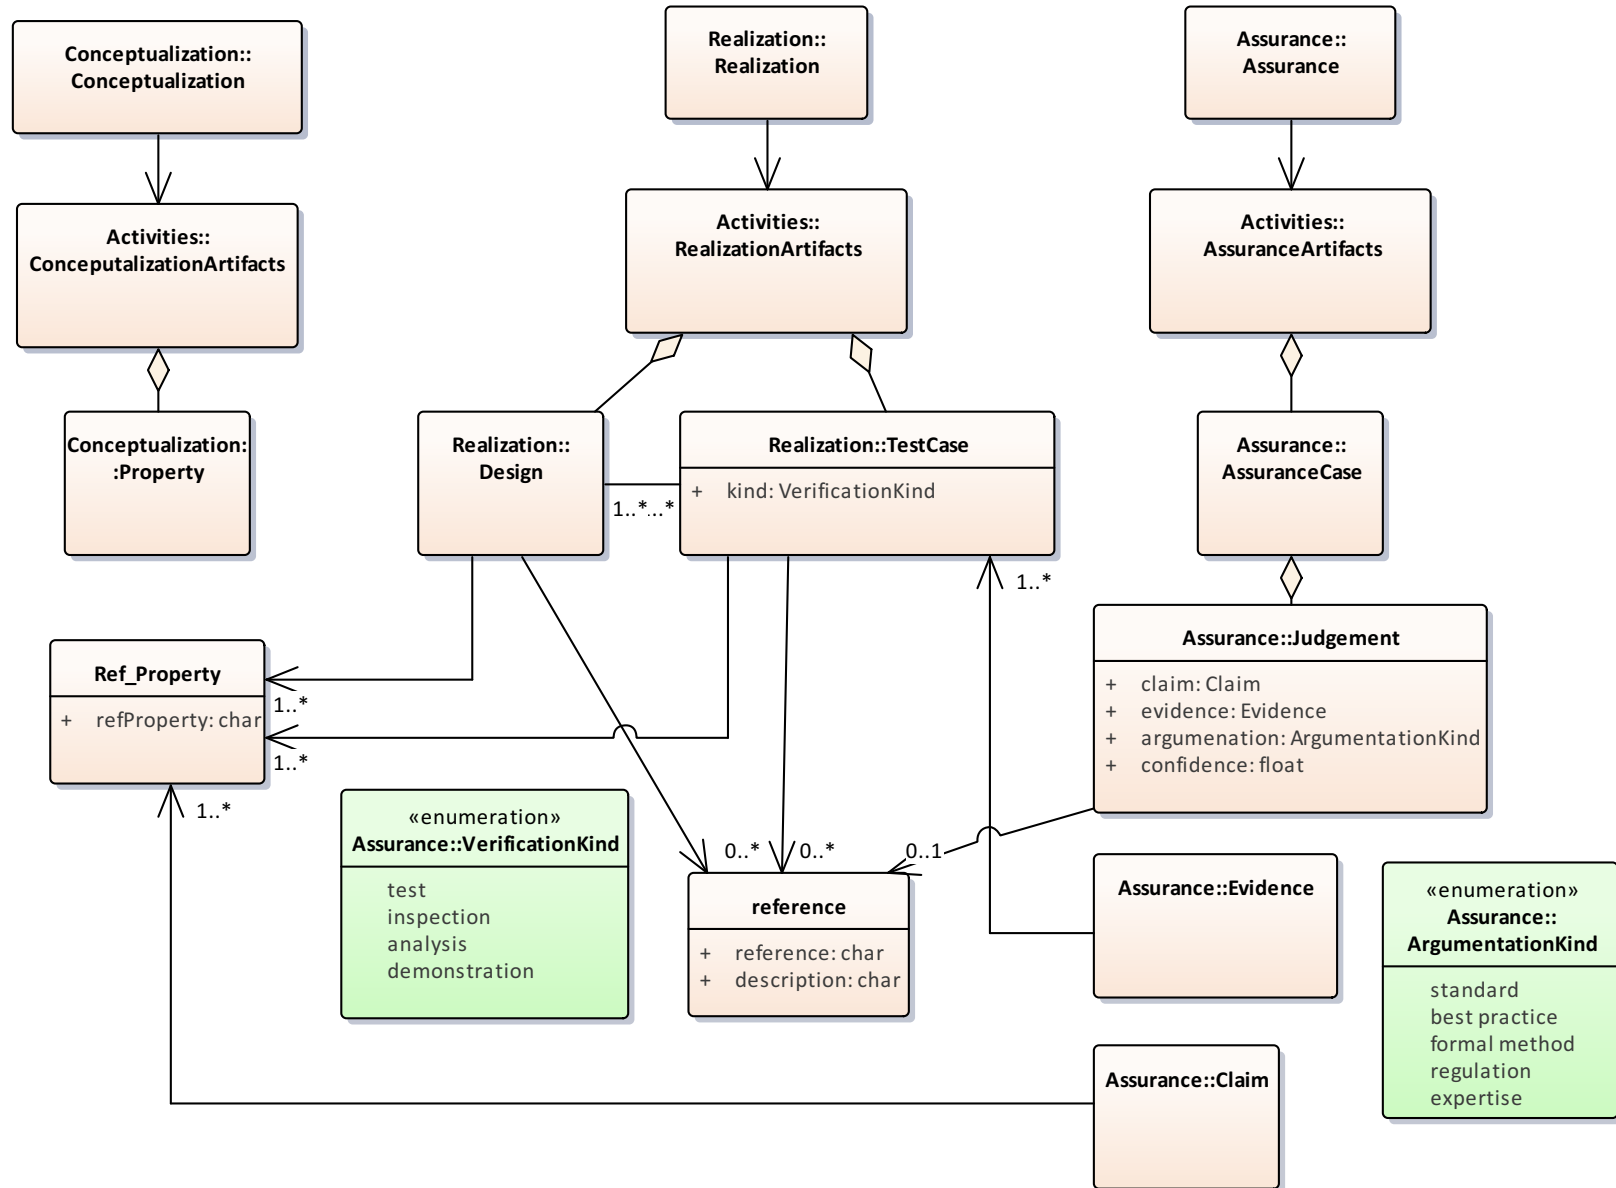 Conceptualization::
Conceptualization
Realization::
Realization
Assurance::
Assurance
Activities::
ConceputalizationArtifacts
Activities::
RealizationArtifacts
Activities::
AssuranceArtifacts
Conceptualization:
:Property
Realization::
Design
Realization::TestCase
+ kind: VerificationKind
Assurance::
AssuranceCase
1..*
..*
1..*
Ref_Property
+ refProperty: char
1..*
1..*
1..*
Assurance::Judgement
+ claim: Claim
+ evidence: Evidence
+ argumenation: ArgumentationKind
+ confidence: float
«enumeration»
Assurance::VerificationKind
test
inspection
analysis
demonstration
0..*
0..*
0..1
reference
+ reference: char
+ description: char
Assurance::Evidence
«enumeration»
Assurance::
ArgumentationKind
standard
best practice
formal method
regulation
expertise
Assurance::Claim